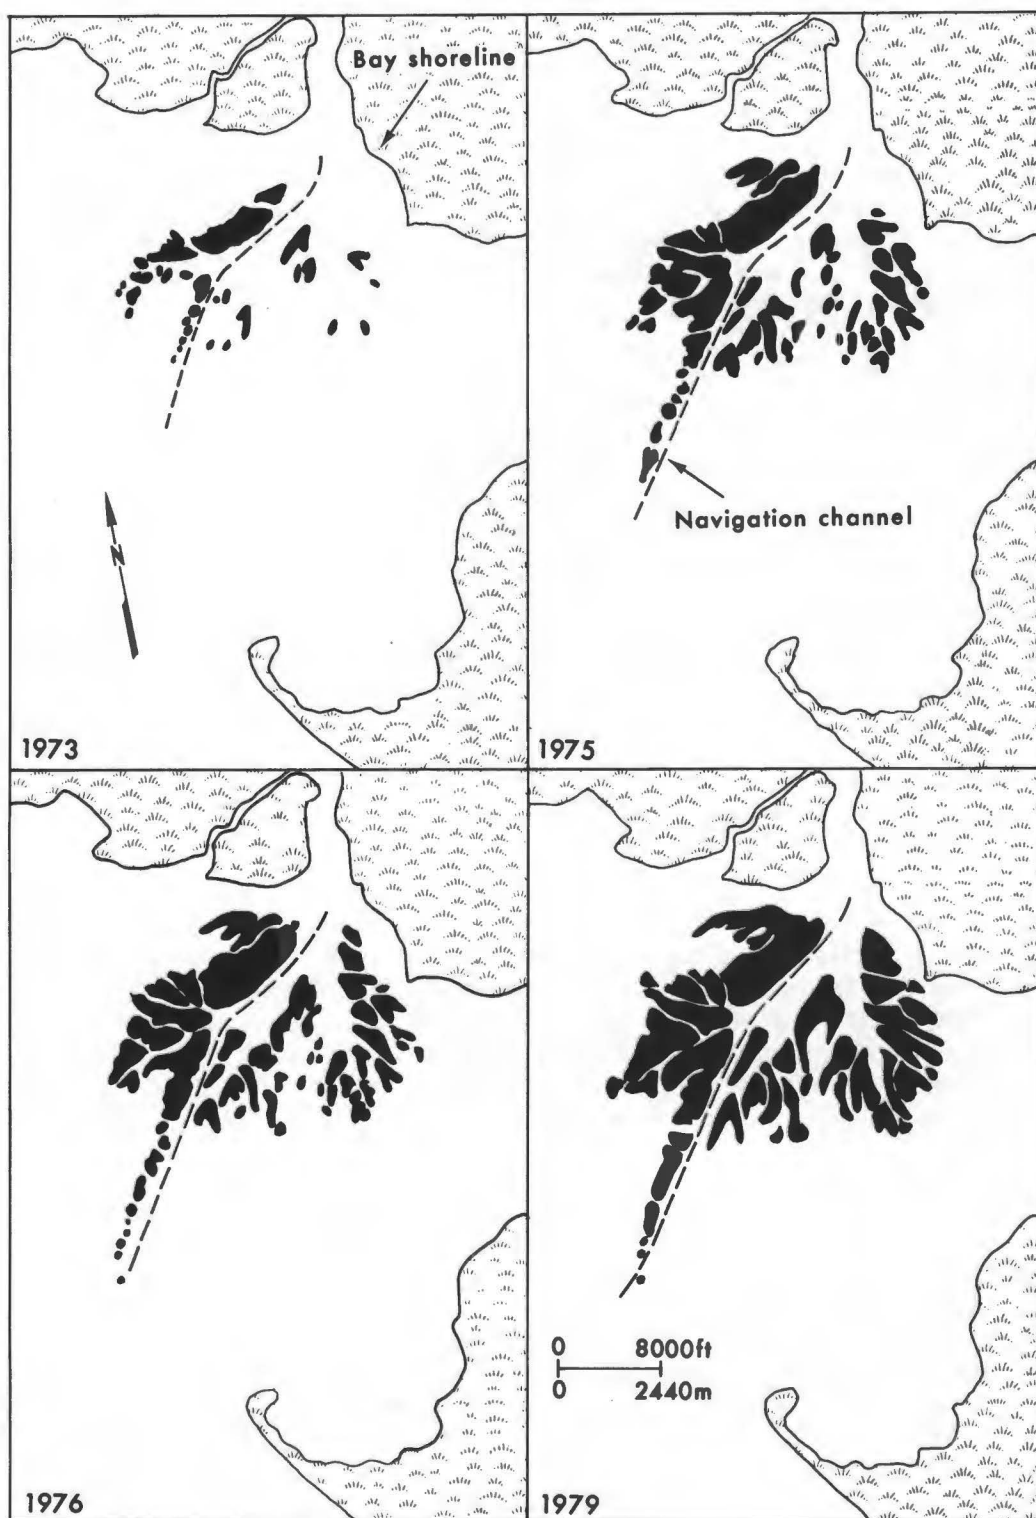 Bay shoreline
N
1973
Navigation channel
1975
1976
0 8000ft
0 2440m
1979